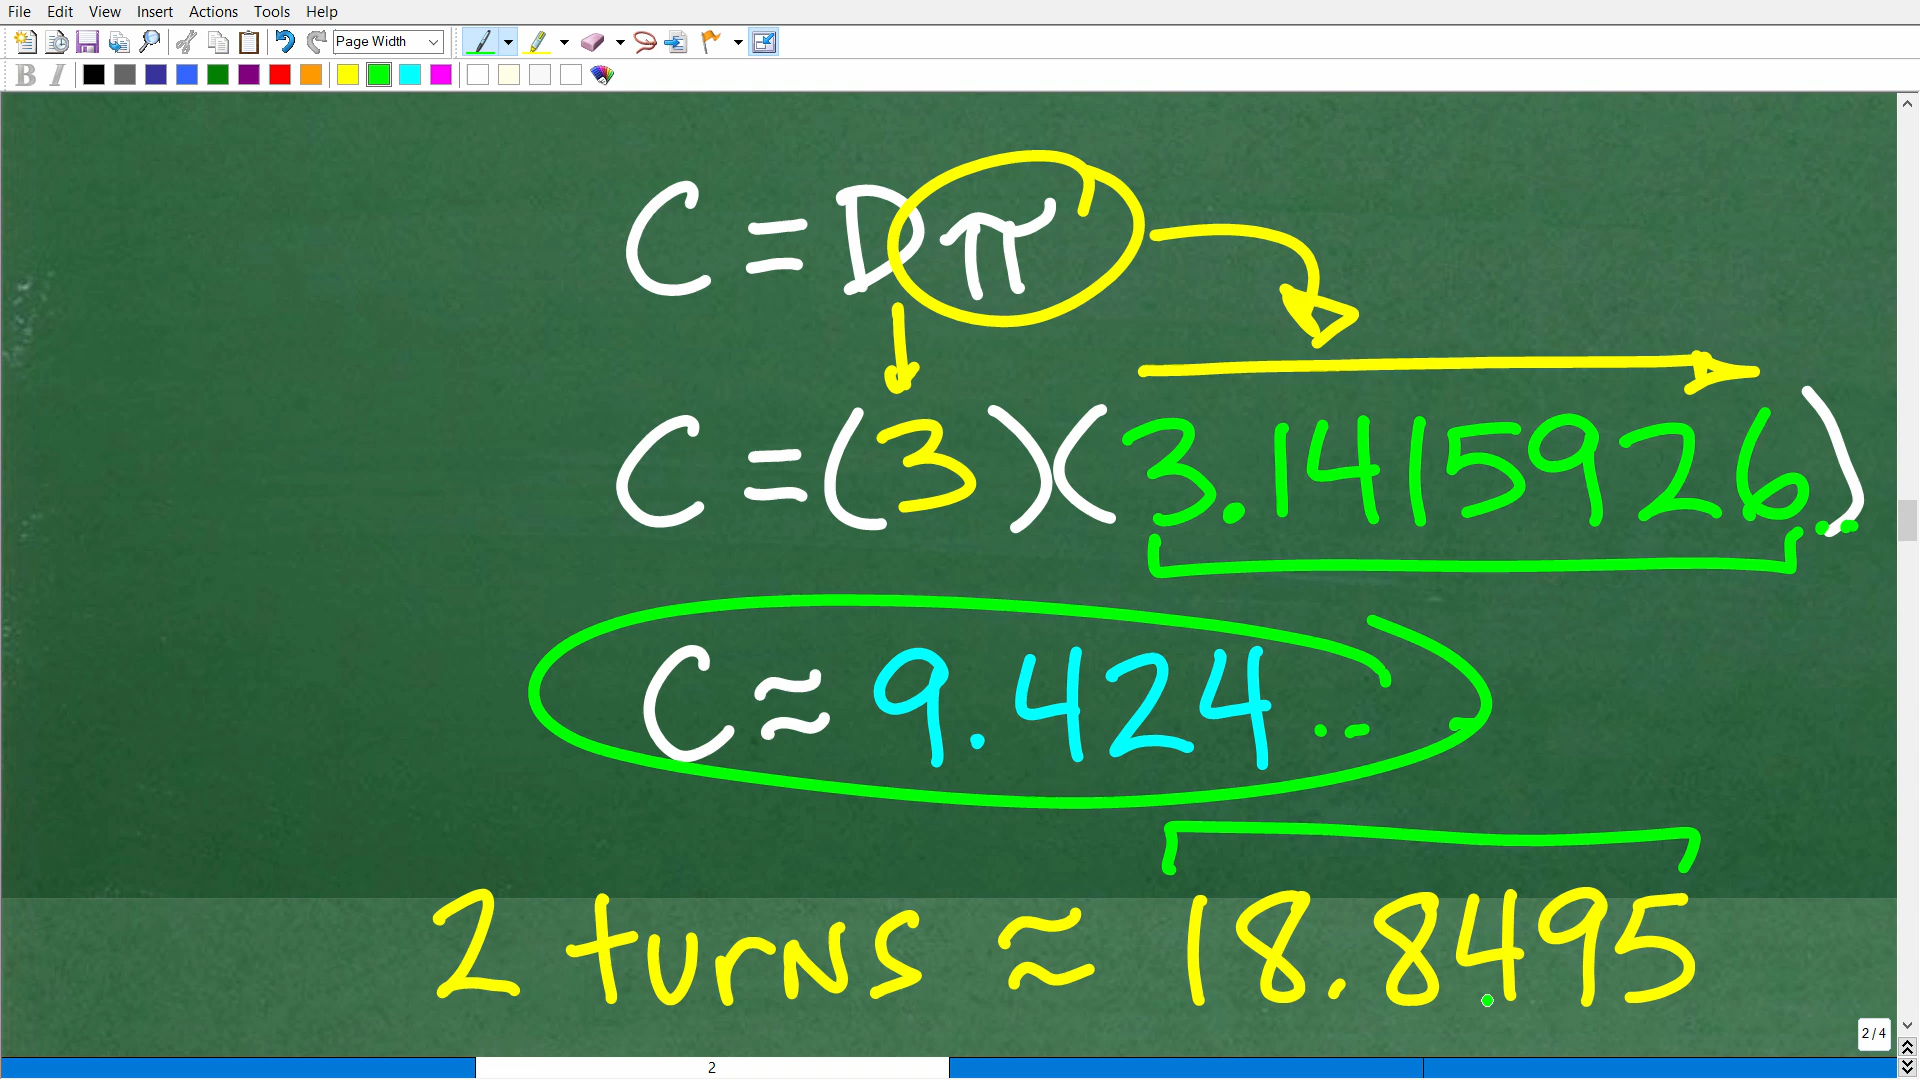 File Edit View Insert Actions Tools Help
Page Width
B I
C = Dπ
C = (3)(3.1415926...)
C ≈ 9.424...
2 turns ≈ 18.8495
2 / 4
2